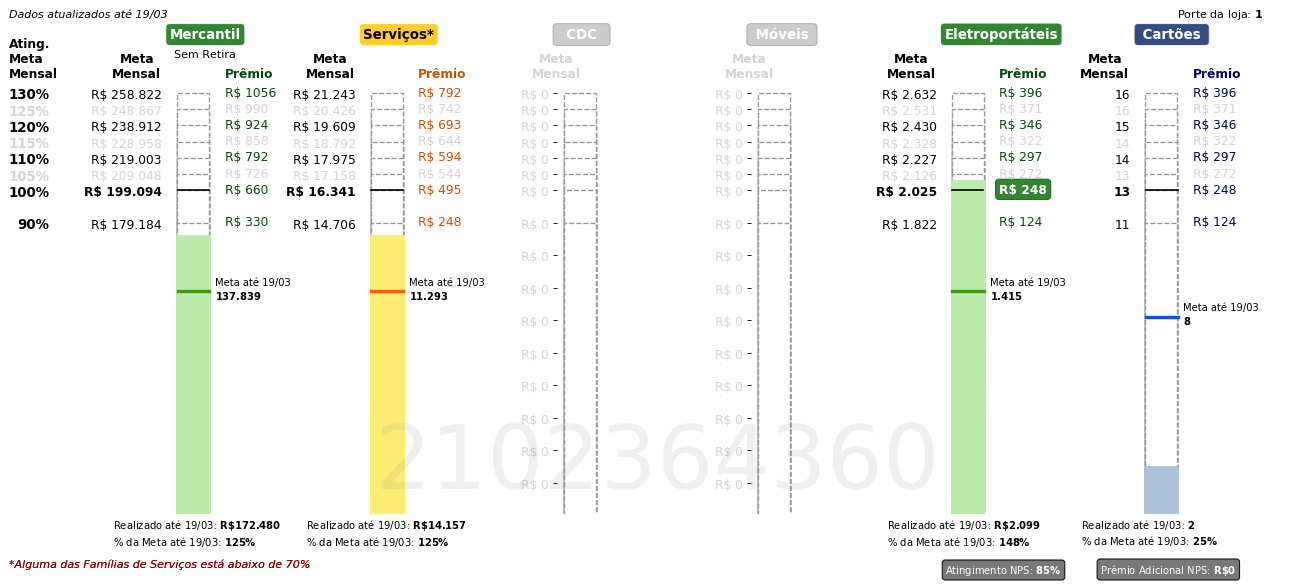 Dados atualizados até 19/03
Porte da loja: 1
Mercantil Serviços* CDC Móveis Eletroportáteis Cartões
Sem Retira
Ating. Meta Mensal
Meta Mensal Prêmio Meta Mensal Prêmio Meta Mensal Meta Mensal Meta Mensal Prêmio Meta Mensal Prêmio
130% R$ 258.822 R$ 1056 R$ 21.243 R$ 792 R$ 0 R$ 0 R$ 2.632 R$ 396 16 R$ 396
125% R$ 248.867 R$ 990 R$ 20.426 R$ 742 R$ 0 R$ 0 R$ 2.531 R$ 371 16 R$ 371
120% R$ 238.912 R$ 924 R$ 19.609 R$ 693 R$ 0 R$ 0 R$ 2.430 R$ 346 15 R$ 346
115% R$ 228.958 R$ 858 R$ 18.792 R$ 644 R$ 0 R$ 0 R$ 2.328 R$ 322 14 R$ 322
110% R$ 219.003 R$ 792 R$ 17.975 R$ 594 R$ 0 R$ 0 R$ 2.227 R$ 297 14 R$ 297
105% R$ 209.048 R$ 726 R$ 17.158 R$ 544 R$ 0 R$ 0 R$ 2.126 R$ 272 13 R$ 272
100% R$ 199.094 R$ 660 R$ 16.341 R$ 495 R$ 0 R$ 0 R$ 2.025 R$ 248 13 R$ 248
90% R$ 179.184 R$ 330 R$ 14.706 R$ 248 R$ 0 R$ 0 R$ 1.822 R$ 124 11 R$ 124
R$ 0 R$ 0
Meta até 19/03 Meta até 19/03 Meta até 19/03
137.839 11.293 R$ 0 R$ 0 1.415
Meta até 19/03
R$ 0 R$ 0 8
R$ 0 R$ 0
R$ 0 R$ 0
R$ 0 R$ 0
R$ 0 R$ 0
2102364360
R$ 0 R$ 0
Realizado até 19/03: R$172.480 Realizado até 19/03: R$14.157 Realizado até 19/03: R$2.099 Realizado até 19/03: 2
% da Meta até 19/03: 125% % da Meta até 19/03: 125% % da Meta até 19/03: 148% % da Meta até 19/03: 25%
*Alguma das Famílias de Serviços está abaixo de 70%
Atingimento NPS: 85% Prêmio Adicional NPS: R$0